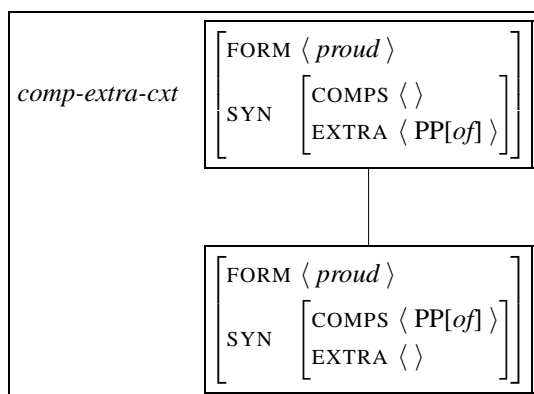 FORM ⟨ proud ⟩
comp-extra-cxt
COMPS ⟨ ⟩
SYN
EXTRA ⟨ PP[of] ⟩
FORM ⟨ proud ⟩
COMPS ⟨ PP[of] ⟩
SYN
EXTRA ⟨ ⟩